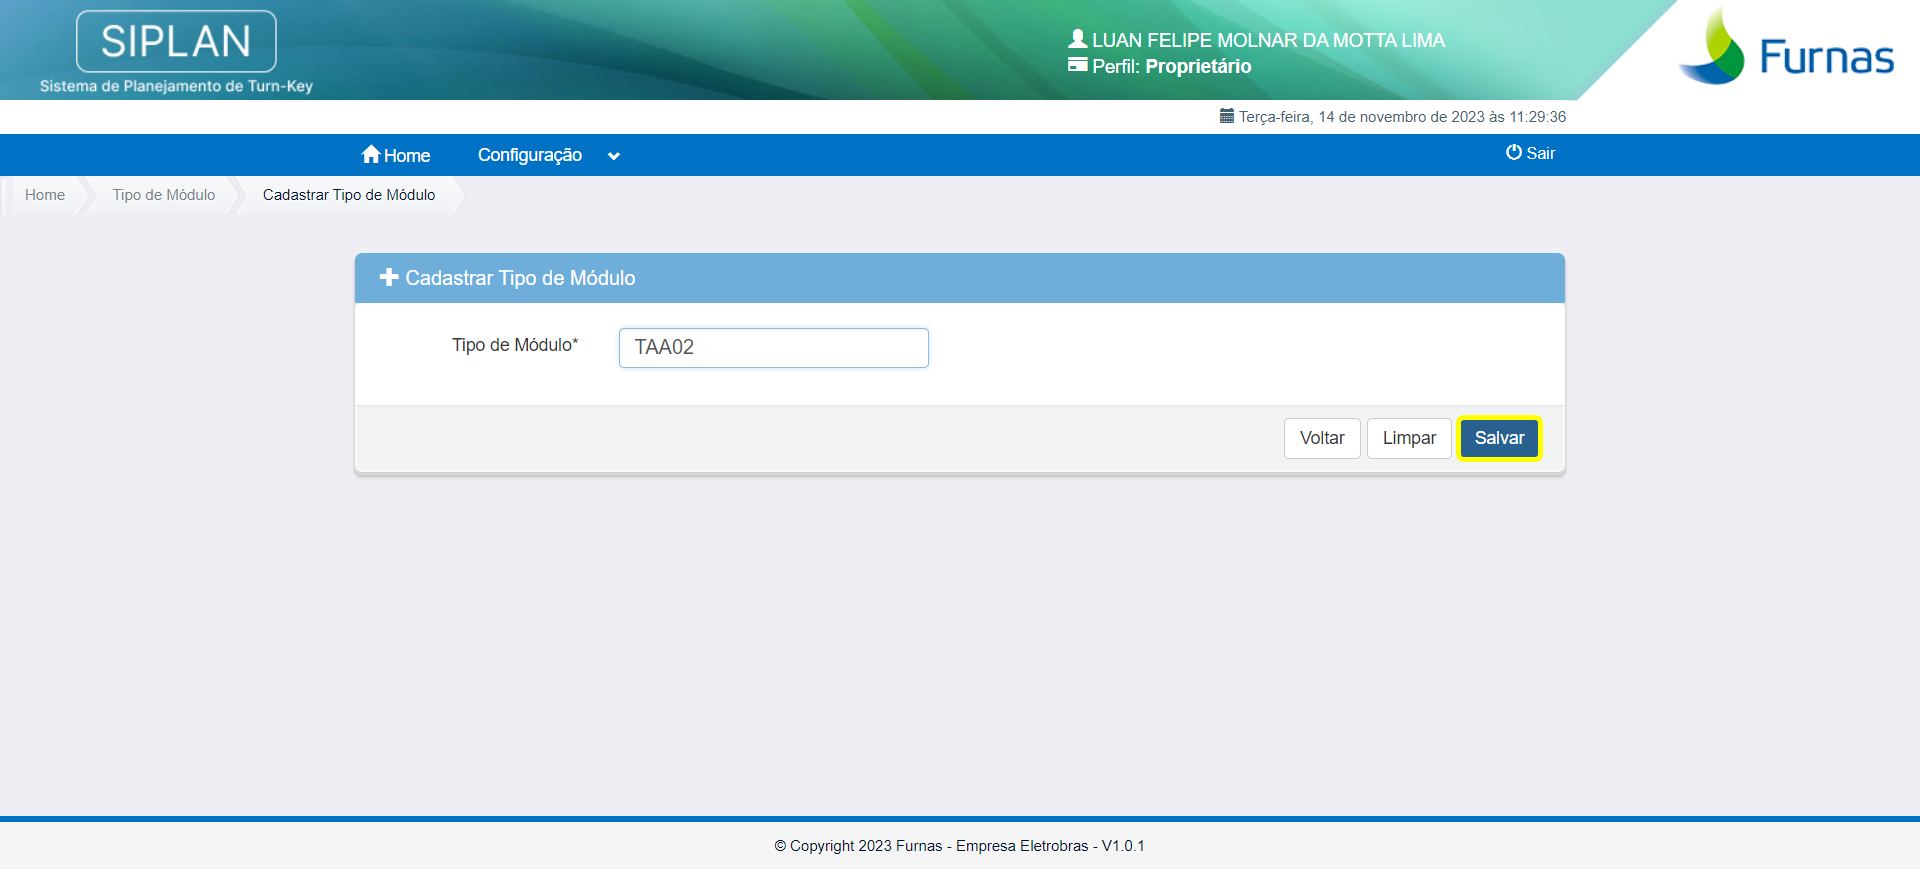 SIPLAN
Sistema de Planejamento de Turn-Key
LUAN FELIPE MOLNAR DA MOTTA LIMA
Perfil: Proprietário
Furnas
Terça-feira, 14 de novembro de 2023 às 11:29:36
Home Configuração Sair
Home Tipo de Módulo Cadastrar Tipo de Módulo
Cadastrar Tipo de Módulo
Tipo de Módulo* TAA02
Voltar Limpar Salvar
© Copyright 2023 Furnas - Empresa Eletrobras - V1.0.1